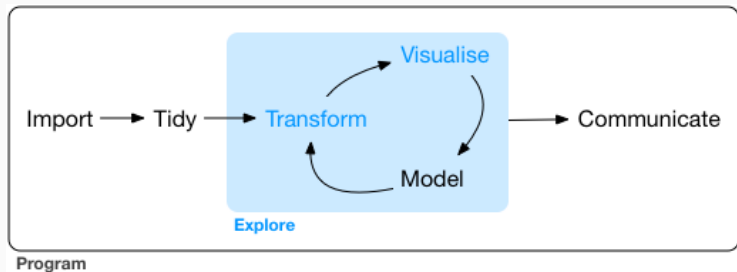 Visualise
Import Tidy Transform Communicate
Model
Explore
Program